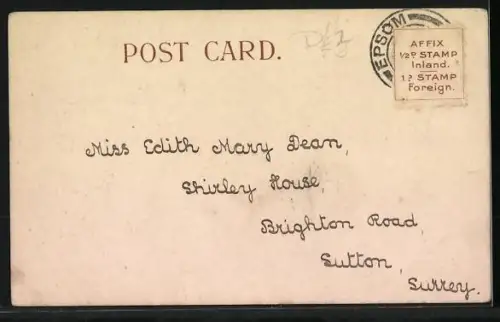 POST CARD.
EPSOM
AFFIX
½D STAMP
Inland.
1D STAMP
Foreign.
Miss Edith Mary Dean,
Shirley House,
Brighton Road,
Sutton,
Surrey.